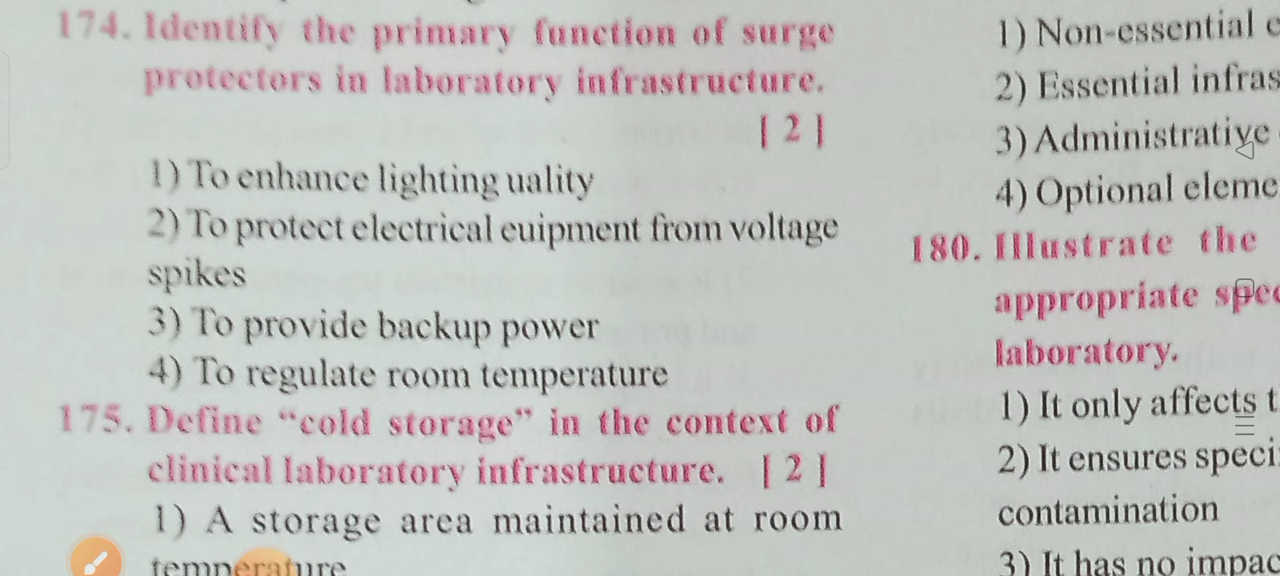 174. Identify the primary function of surge
protectors in laboratory infrastructure.
[ 2 ]
1) To enhance lighting uality
2) To protect electrical euipment from voltage
spikes
3) To provide backup power
4) To regulate room temperature
175. Define “cold storage” in the context of
clinical laboratory infrastructure. [ 2 ]
1) A storage area maintained at room
temperature
1) Non-essential
2) Essential infras
3) Administrative
4) Optional eleme
180. Illustrate the
appropriate spec
laboratory.
1) It only affects t
2) It ensures speci
contamination
3) It has no impac